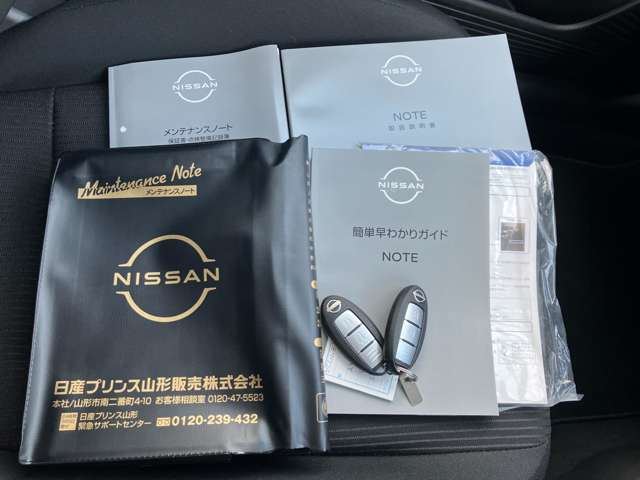 NISSAN
メンテナンスノート
保証書・点検整備記録簿
NISSAN
NOTE
取扱説明書
Maintenance Note
メンテナンスノート
NISSAN
日産プリンス山形販売株式会社
本社/山形市南二番町4-10 お客様相談室 0120-47-5523
日産プリンス山形
緊急サポートセンター 0120-239-432
NISSAN
簡単早わかりガイド
NOTE